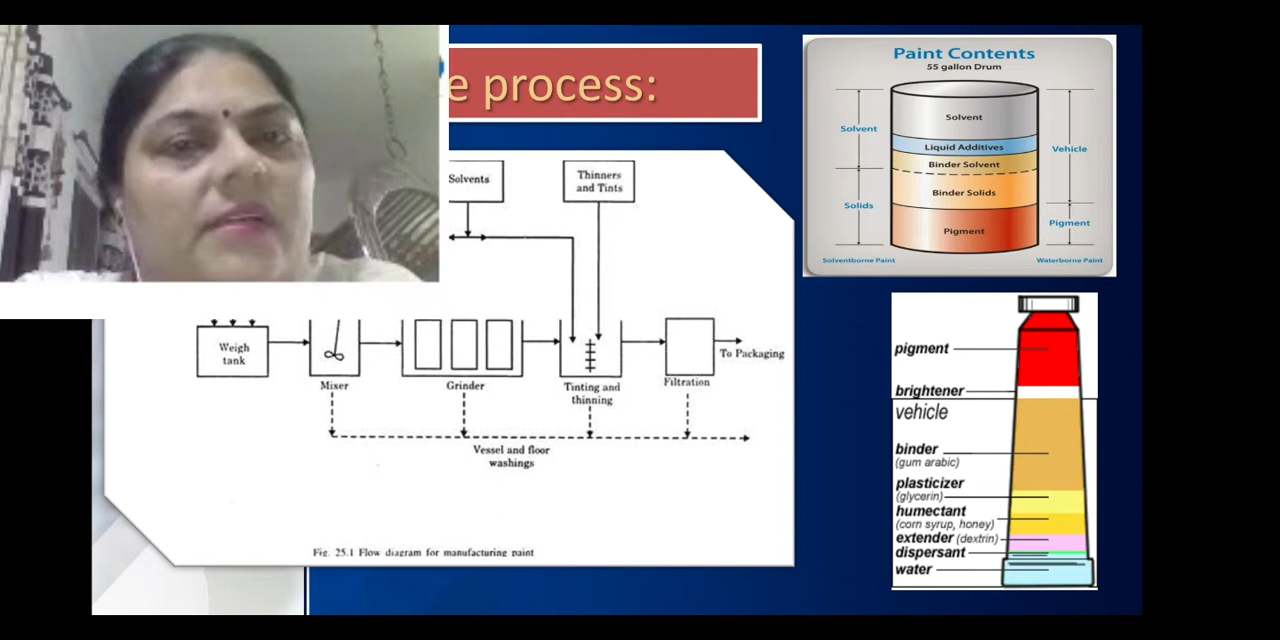 e process:
Solvents
Thinners
and Tints
Weigh
tank
Mixer
Grinder
Tinting and
thinning
Filtration
To Packaging
Vessel and floor
washings
Fig. 25.1 Flow diagram for manufacturing paint
Paint Contents
55 gallon Drum
Solvent
Solids
Solvent
Liquid Additives
Binder Solvent
Binder Solids
Pigment
Vehicle
Pigment
Solventborne Paint
Waterborne Paint
pigment
brightener
vehicle
binder
(gum arabic)
plasticizer
(glycerin)
humectant
(corn syrup, honey)
extender (dextrin)
dispersant
water